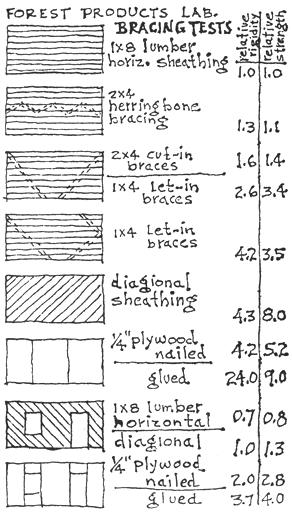 FOREST PRODUCTS LAB.
BRACING TESTS.
relative rigidity
relative strength
1x8 lumber
horiz. sheathing 1.0 1.0
2x4
herringbone
bracing 1.3 1.1
2x4 cut-in
braces 1.6 1.4
1x4 Let-in
braces 2.6 3.4
1x4 Let-in
braces 4.2 3.5
diagional
sheathing 4.3 8.0
1/4" plywood
nailed 4.2 5.2
glued 24.0 9.0
1x8 lumber
horizontal 0.7 0.8
diagional 1.0 1.3
1/4" plywood
nailed 2.0 2.8
glued 3.7 4.0